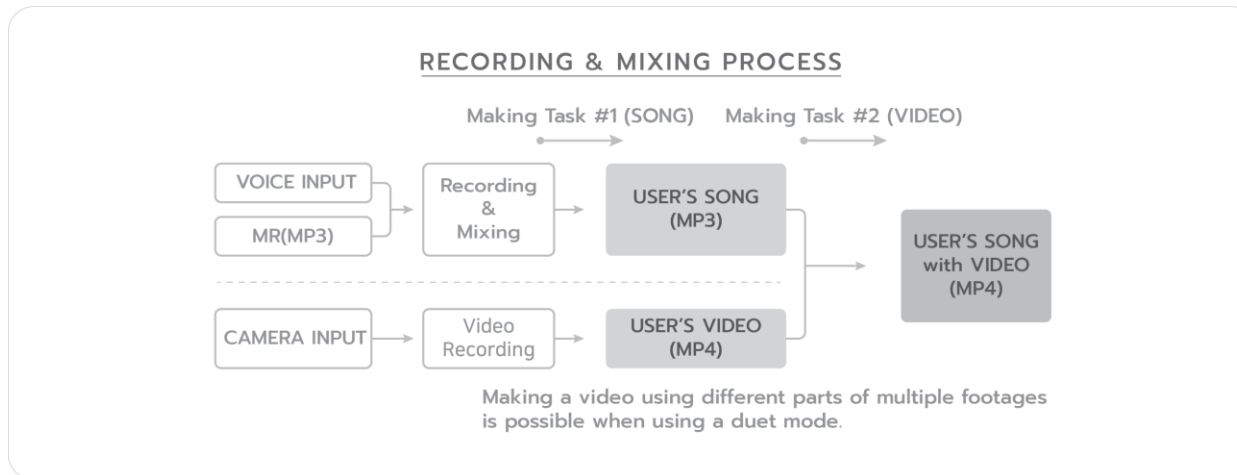 RECORDING & MIXING PROCESS
Making Task #1 (SONG)
Making Task #2 (VIDEO)
VOICE INPUT
MR(MP3)
Recording
&
Mixing
USER'S SONG
(MP3)
USER'S SONG
with VIDEO
(MP4)
CAMERA INPUT
Video
Recording
USER'S VIDEO
(MP4)
Making a video using different parts of multiple footages
is possible when using a duet mode.